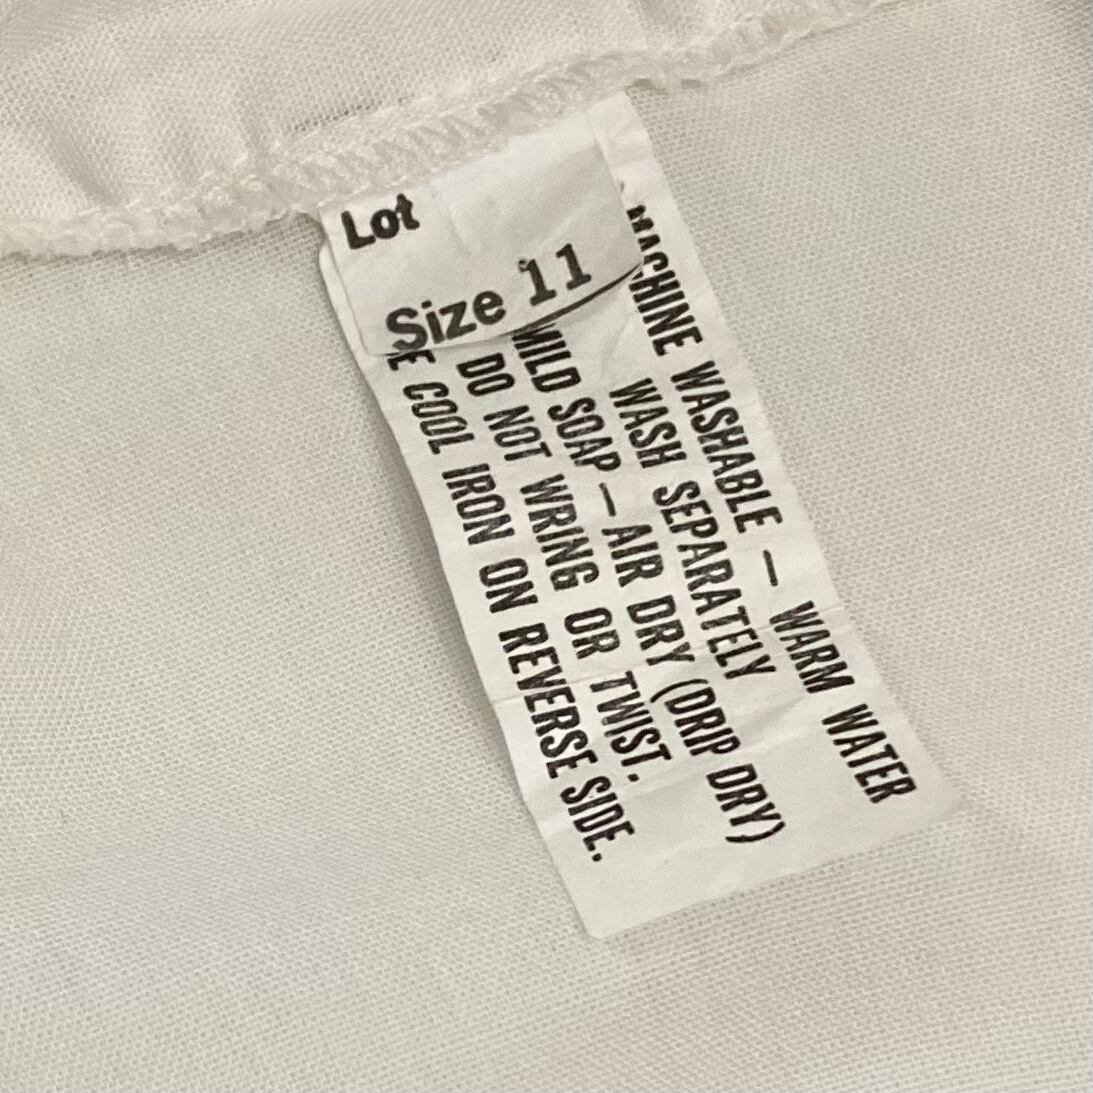 Lot
Size 11
MACHINE WASHABLE – WARM WATER
WASH SEPARATELY
MILD SOAP – AIR DRY (DRIP DRY)
DO NOT WRING OR TWIST.
E COOL IRON ON REVERSE SIDE.